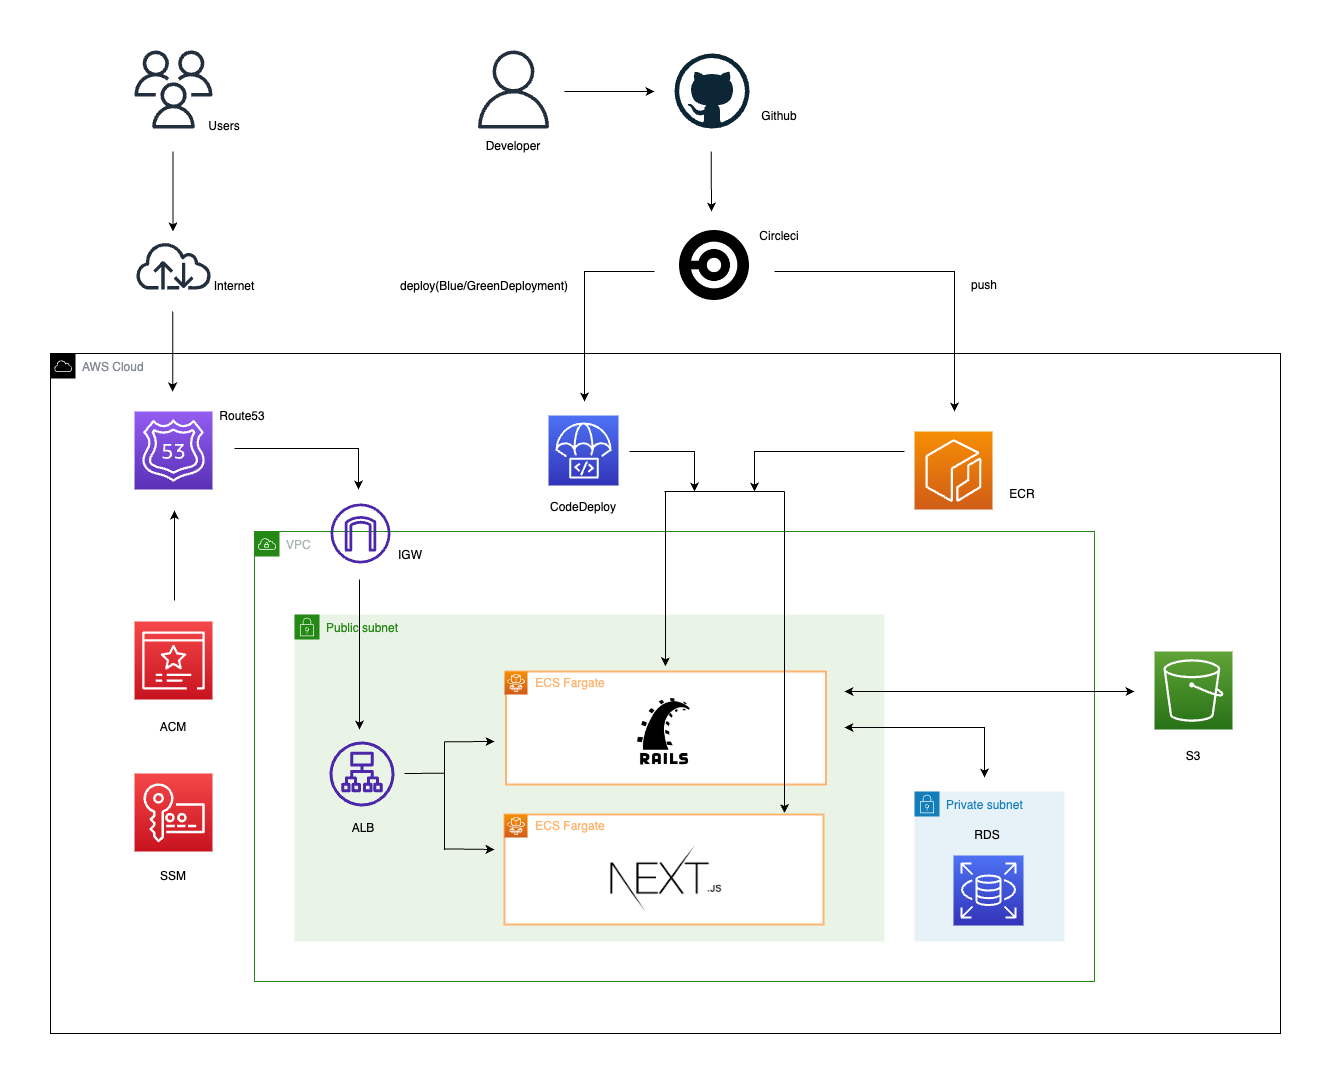 Users
Developer
Github
Circleci
Internet
deploy(Blue/GreenDeployment)
push
AWS Cloud
Route53
53
CodeDeploy
ECR
IGW
VPC
Public subnet
ECS Fargate
RAILS
ACM
S3
ALB
ECS Fargate
NEXT.JS
Private subnet
RDS
SSM